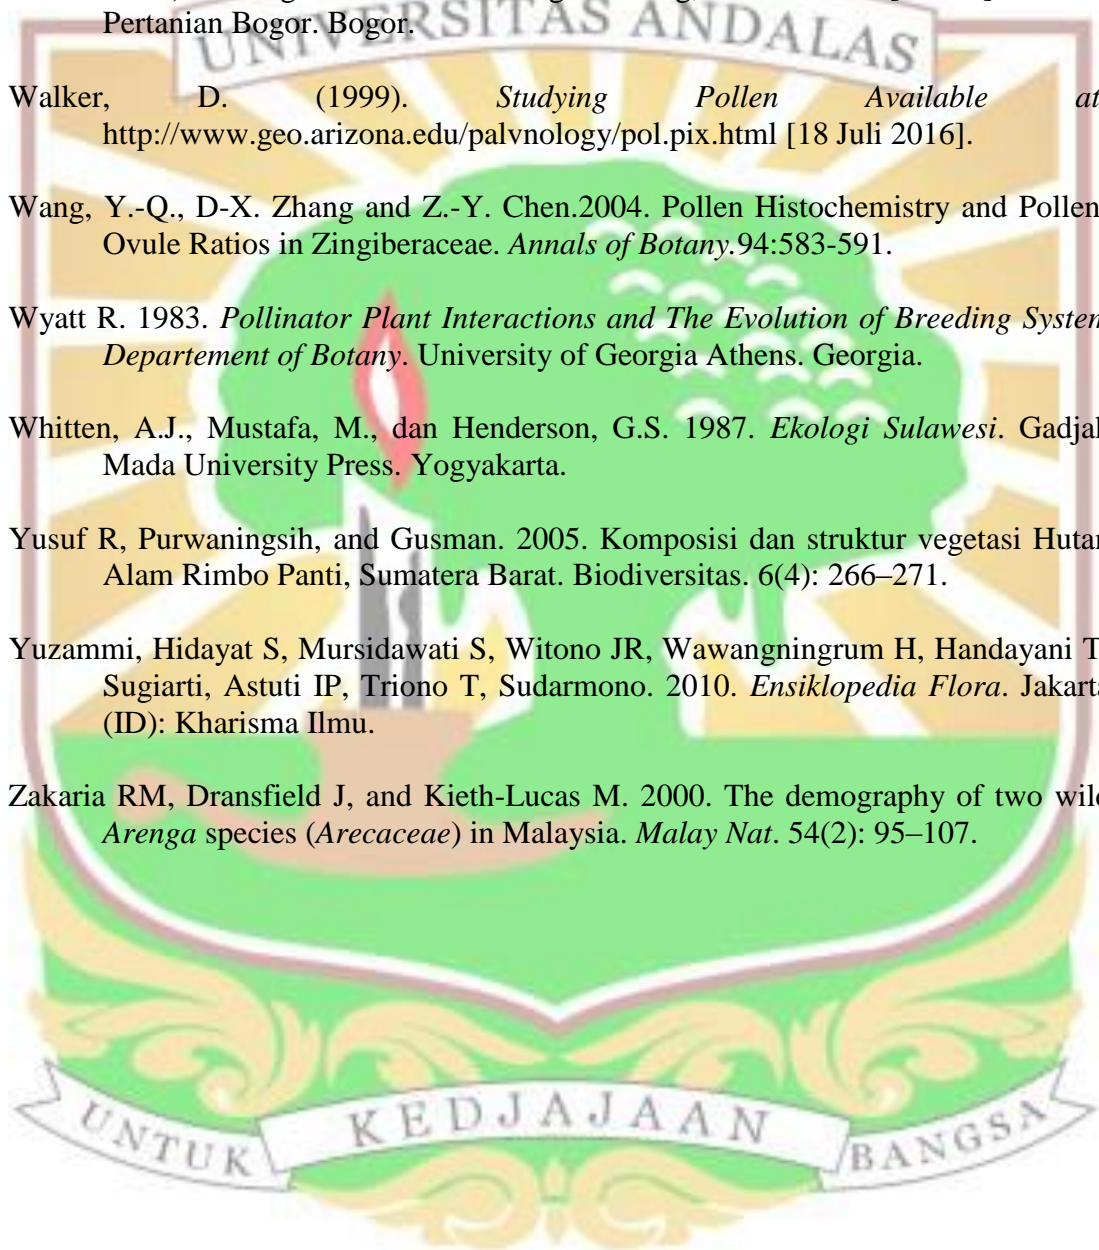 Pertanian Bogor. Bogor.
UNIVERSITAS ANDALAS
Walker, D. (1999). Studying Pollen Available at
http://www.geo.arizona.edu/palvnology/pol.pix.html [18 Juli 2016].
Wang, Y.-Q., D-X. Zhang and Z.-Y. Chen.2004. Pollen Histochemistry and Pollen
Ovule Ratios in Zingiberaceae. Annals of Botany.94:583-591.
Wyatt R. 1983. Pollinator Plant Interactions and The Evolution of Breeding System
Departement of Botany. University of Georgia Athens. Georgia.
Whitten, A.J., Mustafa, M., dan Henderson, G.S. 1987. Ekologi Sulawesi. Gadjah
Mada University Press. Yogyakarta.
Yusuf R, Purwaningsih, and Gusman. 2005. Komposisi dan struktur vegetasi Hutan
Alam Rimbo Panti, Sumatera Barat. Biodiversitas. 6(4): 266–271.
Yuzammi, Hidayat S, Mursidawati S, Witono JR, Wawangningrum H, Handayani T
Sugiarti, Astuti IP, Triono T, Sudarmono. 2010. Ensiklopedia Flora. Jakarta
(ID): Kharisma Ilmu.
Zakaria RM, Dransfield J, and Kieth-Lucas M. 2000. The demography of two wild
Arenga species (Arecaceae) in Malaysia. Malay Nat. 54(2): 95–107.
UNTUK KEDJAJAAN BANGSA